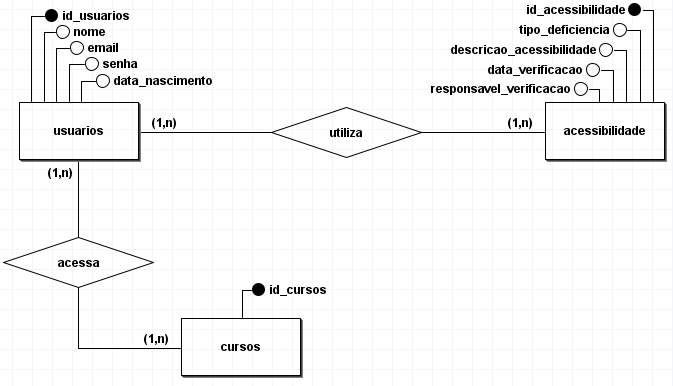 id_usuarios
nome
email
senha
data_nascimento
id_acessibilidade
tipo_deficiencia
descricao_acessibilidade
data_verificacao
responsavel_verificacao
usuarios
(1,n)
utiliza
(1,n)
acessibilidade
(1,n)
acessa
id_cursos
(1,n)
cursos